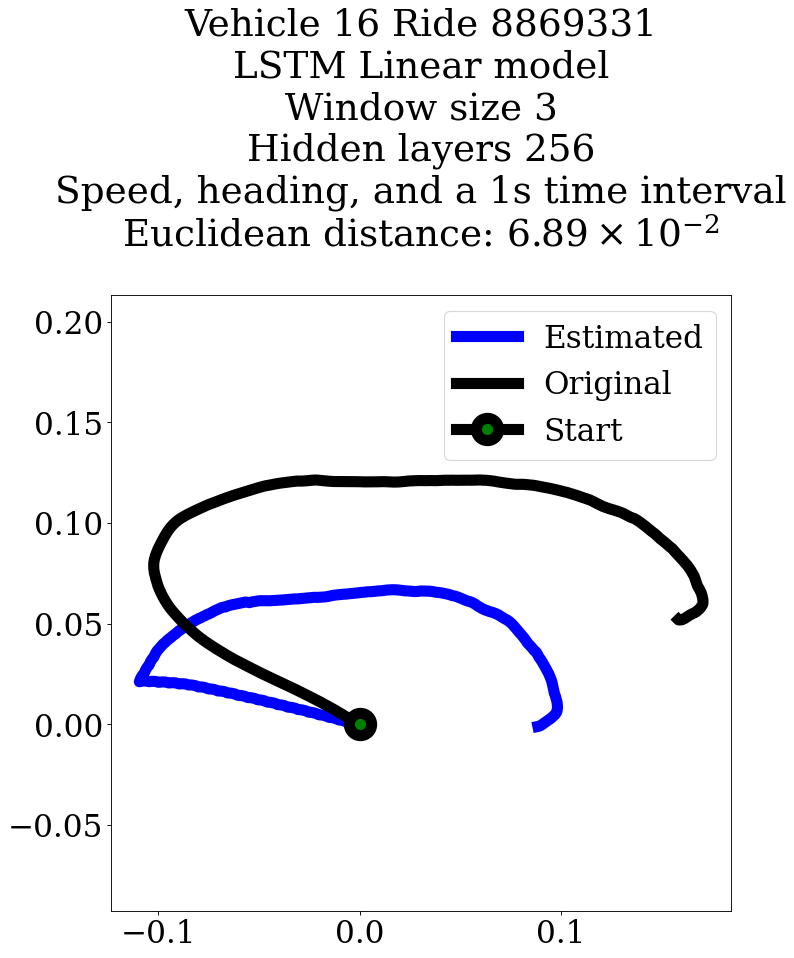 Vehicle 16 Ride 8869331
LSTM Linear model
Window size 3
Hidden layers 256
Speed, heading, and a 1s time interval
Euclidean distance: 6.89 × 10⁻²
Estimated
Original
Start
0.20
0.15
0.10
0.05
0.00
−0.05
−0.1 0.0 0.1